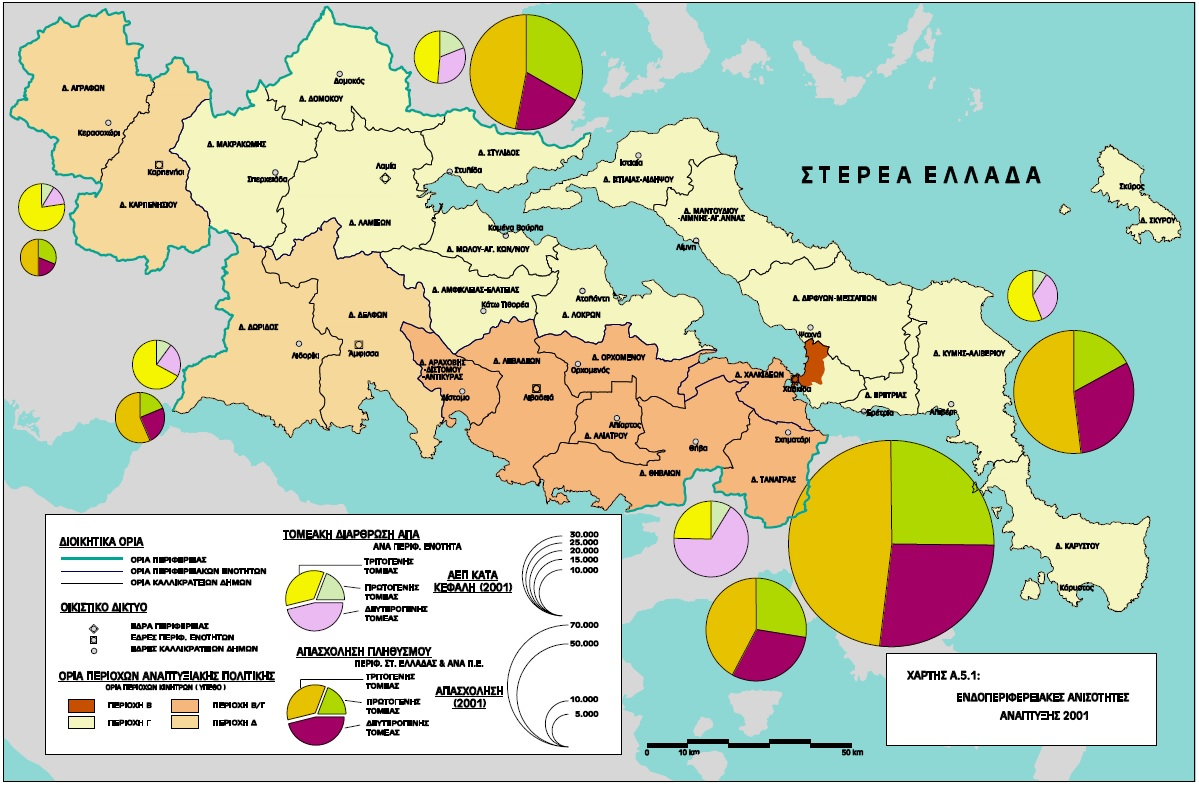 ΣΤΕΡΕΑ ΕΛΛΑΔΑ
Δ. ΑΓΡΑΦΩΝ
Κερασοχώρι
Καρπενήσι
Δ. ΚΑΡΠΕΝΗΣΙΟΥ
Δομοκός
Δ. ΔΟΜΟΚΟΥ
Δ. ΜΑΚΡΑΚΩΜΗΣ
Σπερχειάδα
Λαμία
Δ. ΛΑΜΙΕΩΝ
Δ. ΣΤΥΛΙΔΟΣ
Στυλίδα
Ιστιαία
Δ. ΙΣΤΙΑΙΑΣ-ΑΙΔΗΨΟΥ
Δ. ΜΑΝΤΟΥΔΙΟΥ
-ΛΙΜΝΗΣ-ΑΓ.ΑΝΝΑΣ
Λίμνη
Σκύρος
Δ. ΣΚΥΡΟΥ
Καμένα Βούρλα
Δ. ΜΩΛΟΥ-ΑΓ. ΚΩΝ/ΝΟΥ
Δ. ΑΜΦΙΚΛΕΙΑΣ-ΕΛΑΤΕΙΑΣ
Κάτω Τιθορέα
Αταλάντη
Δ. ΛΟΚΡΩΝ
Δ. ΔΙΡΦΥΩΝ-ΜΕΣΣΑΠΙΩΝ
Ψαχνά
Δ. ΚΥΜΗΣ-ΑΛΙΒΕΡΙΟΥ
Δ. ΔΩΡΙΔΟΣ
Λιδορίκι
Δ. ΔΕΛΦΩΝ
Άμφισσα
Δ. ΑΡΑΧΟΒΗΣ
-ΔΙΣΤΟΜΟΥ
-ΑΝΤΙΚΥΡΑΣ
Δίστομο
Δ. ΛΕΒΑΔΕΩΝ
Λειβαδειά
Δ. ΟΡΧΟΜΕΝΟΥ
Ορχομενός
Δ. ΧΑΛΚΙΔΕΩΝ
Χαλκίδα
Δ. ΕΡΕΤΡΙΑΣ
Ερέτρια
Αλιβέρι
Αλίαρτος
Δ. ΑΛΙΑΡΤΟΥ
Θήβα
Δ. ΘΗΒΑΙΩΝ
Σχηματάρι
Δ. ΤΑΝΑΓΡΑΣ
Δ. ΚΑΡΥΣΤΟΥ
Κάρυστος
ΔΙΟΙΚΗΤΙΚΑ ΟΡΙΑ
ΟΡΙΑ ΠΕΡΙΦΕΡΕΙΑΣ
ΟΡΙΑ ΠΕΡΙΦΕΡΕΙΑΚΩΝ ΕΝΟΤΗΤΩΝ
ΟΡΙΑ ΚΑΛΛΙΚΡΑΤΕΙΩΝ ΔΗΜΩΝ
ΟΙΚΙΣΤΙΚΟ ΔΙΚΤΥΟ
ΕΔΡΑ ΠΕΡΙΦΕΡΕΙΑΣ
ΕΔΡΕΣ ΠΕΡΙΦ. ΕΝΟΤΗΤΩΝ
ΕΔΡΕΣ ΚΑΛΛΙΚΡΑΤΕΙΩΝ ΔΗΜΩΝ
ΟΡΙΑ ΠΕΡΙΟΧΩΝ ΑΝΑΠΤΥΞΙΑΚΗΣ ΠΟΛΙΤΙΚΗΣ
ΟΡΙΑ ΠΕΡΙΟΧΩΝ ΚΙΝΗΤΡΩΝ ( ΥΠΕΘΟ )
ΠΕΡΙΟΧΗ Β
ΠΕΡΙΟΧΗ Β/Γ
ΠΕΡΙΟΧΗ Γ
ΠΕΡΙΟΧΗ Δ
ΤΟΜΕΑΚΗ ΔΙΑΡΘΡΩΣΗ ΑΠΑ
ΑΝΑ ΠΕΡΙΦ. ΕΝΟΤΗΤΑ
ΤΡΙΤΟΓΕΝΗΣ
ΤΟΜΕΑΣ
ΠΡΩΤΟΓΕΝΗΣ
ΤΟΜΕΑΣ
ΔΕΥΤΕΡΟΓΕΝΗΣ
ΤΟΜΕΑΣ
ΑΕΠ ΚΑΤΑ
ΚΕΦΑΛΗ (2001)
30.000
25.000
20.000
15.000
10.000
ΑΠΑΣΧΟΛΗΣΗ ΠΛΗΘΥΣΜΟΥ
ΠΕΡΙΦ. ΣΤ. ΕΛΛΑΔΑΣ & ΑΝΑ Π.Ε.
ΤΡΙΤΟΓΕΝΗΣ
ΤΟΜΕΑΣ
ΠΡΩΤΟΓΕΝΗΣ
ΤΟΜΕΑΣ
ΔΕΥΤΕΡΟΓΕΝΗΣ
ΤΟΜΕΑΣ
ΑΠΑΣΧΟΛΗΣΗ
(2001)
70.000
50.000
10.000
5.000
0
10 km
50 km
ΧΑΡΤΗΣ Α.5.1:
ΕΝΔΟΠΕΡΙΦΕΡΕΙΑΚΕΣ ΑΝΙΣΟΤΗΤΕΣ
ΑΝΑΠΤΥΞΗΣ 2001